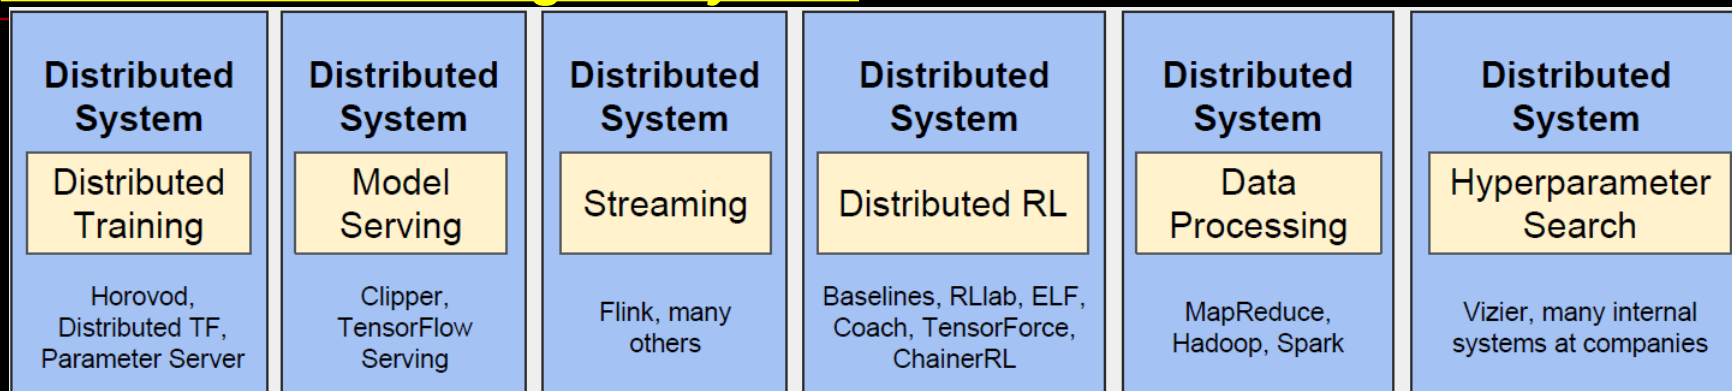 Distributed
System
Distributed
Training
Horovod,
Distributed TF,
Parameter Server
Distributed
System
Model
Serving
Clipper,
TensorFlow
Serving
Distributed
System
Streaming
Flink, many
others
Distributed
System
Distributed RL
Baselines, RLlab, ELF,
Coach, TensorForce,
ChainerRL
Distributed
System
Data
Processing
MapReduce,
Hadoop, Spark
Distributed
System
Hyperparameter
Search
Vizier, many internal
systems at companies